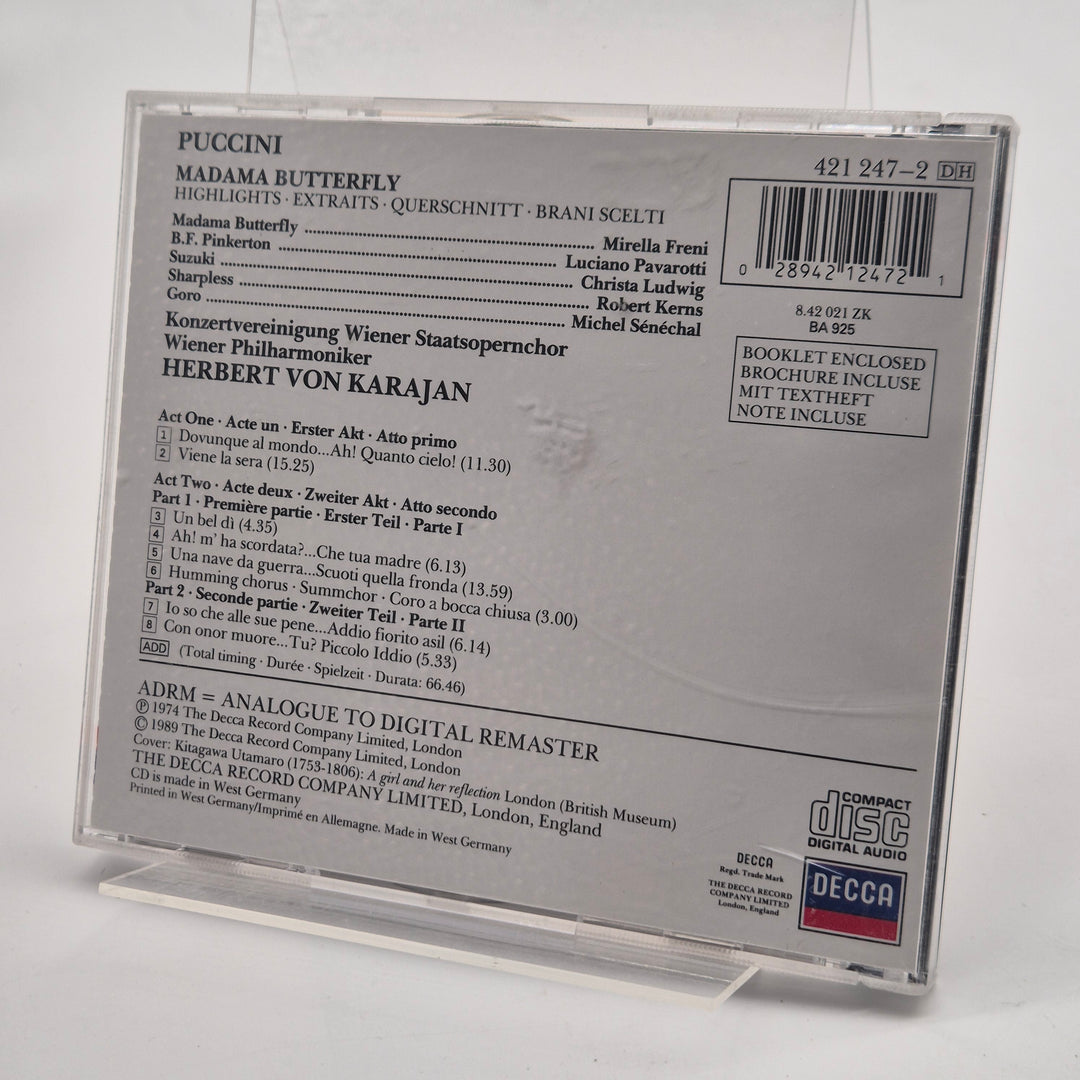 PUCCINI
MADAMA BUTTERFLY
HIGHLIGHTS · EXTRAITS · QUERSCHNITT · BRANI SCELTI
Madama Butterfly ........ Mirella Freni
B.F. Pinkerton ........ Luciano Pavarotti
Suzuki ........ Christa Ludwig
Sharpless ........ Robert Kerns
Goro ........ Michel Sénéchal
Konzertvereinigung Wiener Staatsopernchor
Wiener Philharmoniker
HERBERT VON KARAJAN
421 247–2 DH
0 28942 12472 1
8.42 021 ZK
BA 925
BOOKLET ENCLOSED
BROCHURE INCLUSE
MIT TEXTHEFT
NOTE INCLUSE
Act One · Acte un · Erster Akt · Atto primo
1 Dovunque al mondo...Ah! Quanto cielo! (11.30)
2 Viene la sera (15.25)
Act Two · Acte deux · Zweiter Akt · Atto secondo
Part 1 · Première partie · Erster Teil · Parte I
3 Un bel dì (4.35)
4 Ah! m' ha scordata?...Che tua madre (6.13)
5 Una nave da guerra...Scuoti quella fronda (13.59)
6 Humming chorus · Summchor · Coro a bocca chiusa (3.00)
Part 2 · Seconde partie · Zweiter Teil · Parte II
7 Io so che alle sue pene...Addio fiorito asil (6.14)
8 Con onor muore...Tu? Piccolo Iddio (5.33)
ADD (Total timing · Durée · Spielzeit · Durata: 66.46)
ADRM = ANALOGUE TO DIGITAL REMASTER
℗ 1974 The Decca Record Company Limited, London
© 1989 The Decca Record Company Limited, London
Cover: Kitagawa Utamaro (1753-1806): A girl and her reflection London (British Museum)
THE DECCA RECORD COMPANY LIMITED, London, England
CD is made in West Germany
Printed in West Germany/Imprimé en Allemagne. Made in West Germany
COMPACT
disc
DIGITAL AUDIO
DECCA
Regd. Trade Mark
THE DECCA RECORD
COMPANY LIMITED
London, England
DECCA